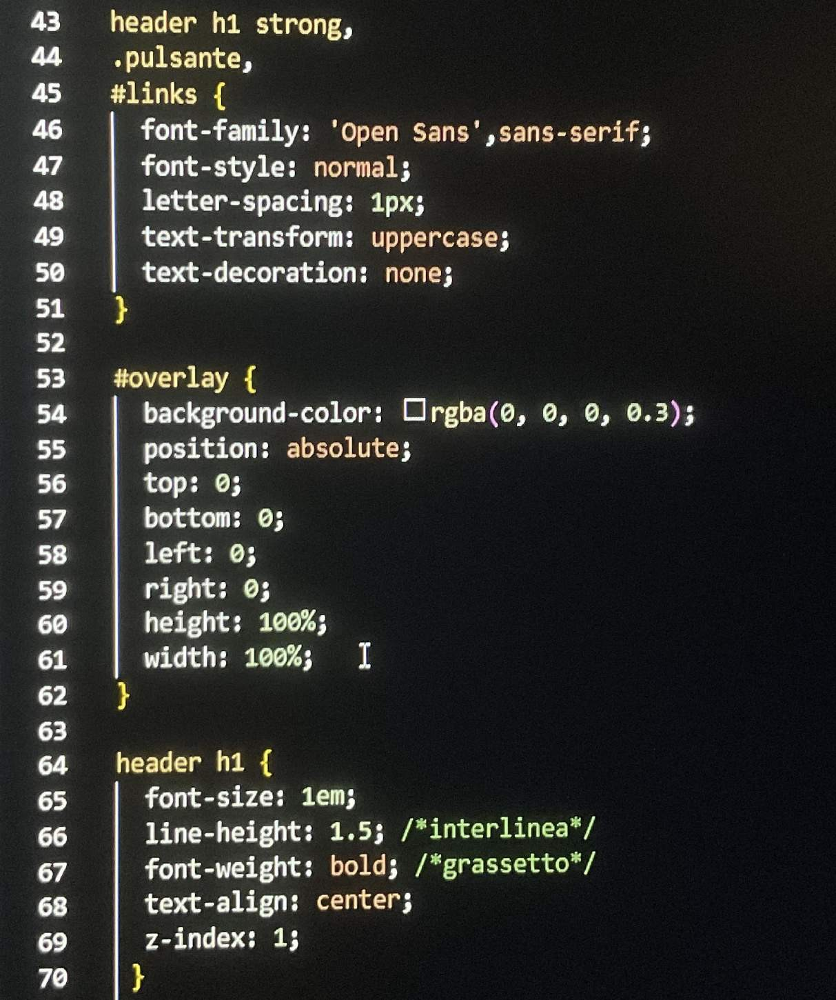 43 header h1 strong,
44 .pulsante,
45 #links {
46 font-family: 'Open Sans',sans-serif;
47 font-style: normal;
48 letter-spacing: 1px;
49 text-transform: uppercase;
50 text-decoration: none;
51 }
52
53 #overlay {
54 background-color: rgba(0, 0, 0, 0.3);
55 position: absolute;
56 top: 0;
57 bottom: 0;
58 left: 0;
59 right: 0;
60 height: 100%;
61 width: 100%;
62 }
63
64 header h1 {
65 font-size: 1em;
66 line-height: 1.5; /*interlinea*/
67 font-weight: bold; /*grassetto*/
68 text-align: center;
69 z-index: 1;
70 }